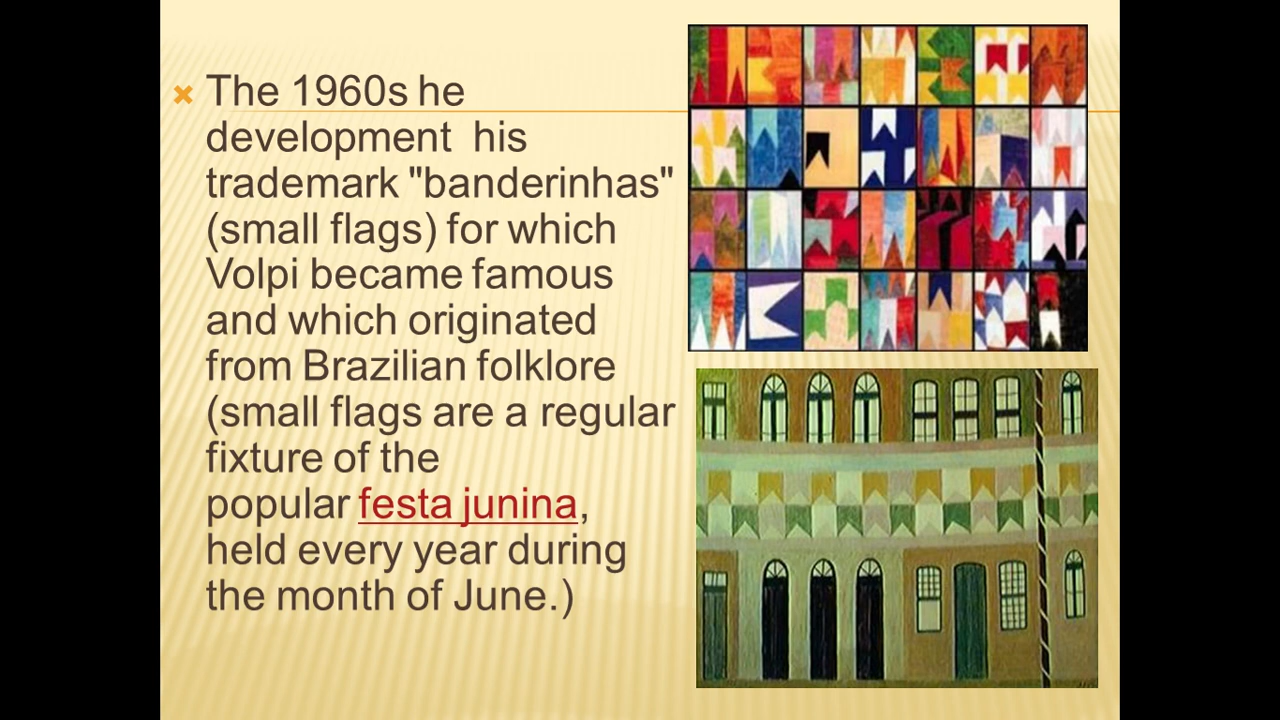 The 1960s he
development his
trademark "banderinhas"
(small flags) for which
Volpi became famous
and which originated
from Brazilian folklore
(small flags are a regular
fixture of the
popular festa junina,
held every year during
the month of June.)